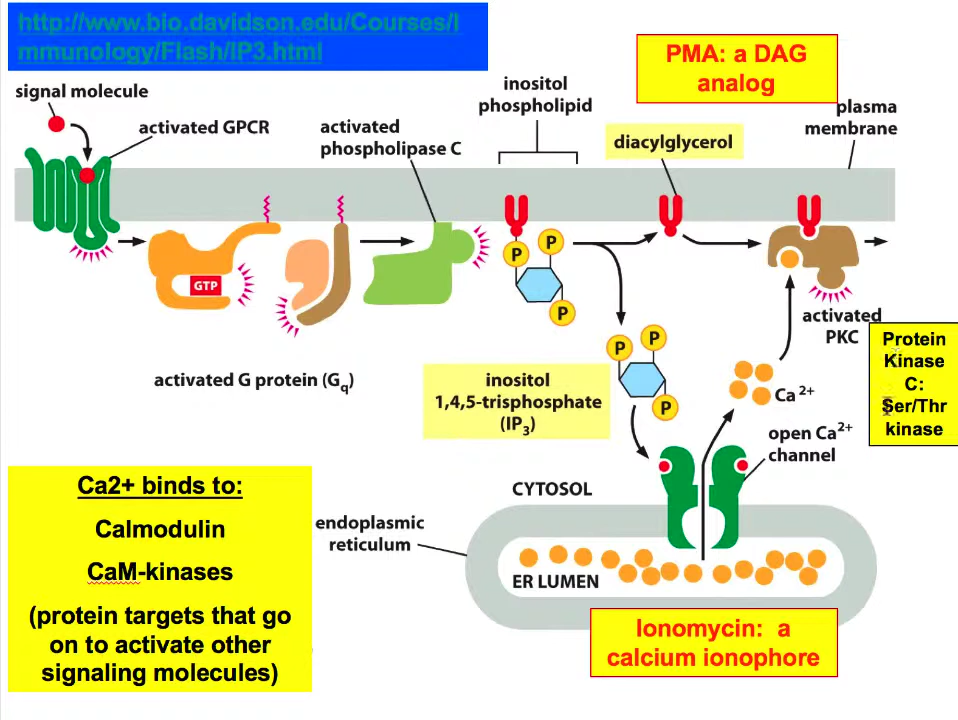 http://www.bio.davidson.edu/Courses/I
mmunology/Flash/IP3.html
PMA: a DAG
analog
signal molecule
activated GPCR
activated
phospholipase C
inositol
phospholipid
diacylglycerol
plasma
membrane
GTP
P
P
P
activated G protein (Gq)
inositol
1,4,5-trisphosphate
(IP3)
P
P
P
Ca 2+
activated
PKC
Protein
Kinase
C:
Ser/Thr
kinase
open Ca2+
channel
CYTOSOL
endoplasmic
reticulum
ER LUMEN
Ca2+ binds to:
Calmodulin
CaM-kinases
(protein targets that go
on to activate other
signaling molecules)
Ionomycin: a
calcium ionophore